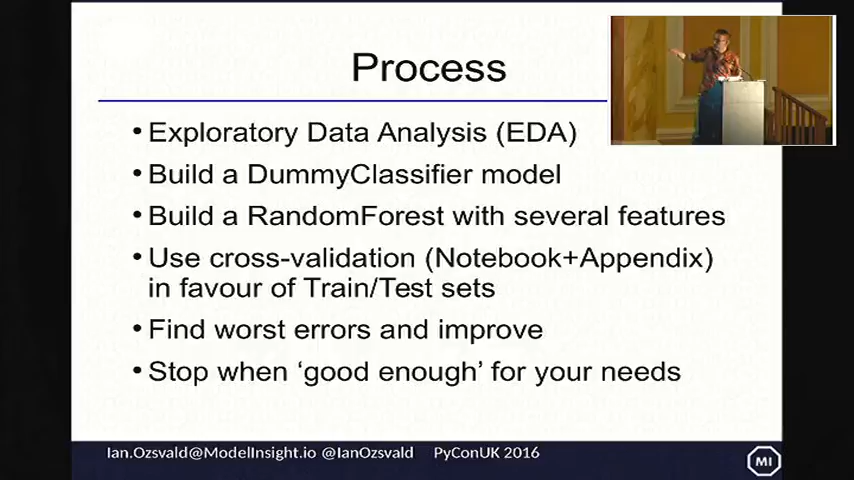 Process
• Exploratory Data Analysis (EDA)
• Build a DummyClassifier model
• Build a RandomForest with several features
• Use cross-validation (Notebook+Appendix)
in favour of Train/Test sets
• Find worst errors and improve
• Stop when ‘good enough’ for your needs
Ian.Ozsvald@ModelInsight.io @IanOzsvald PyConUK 2016
MI